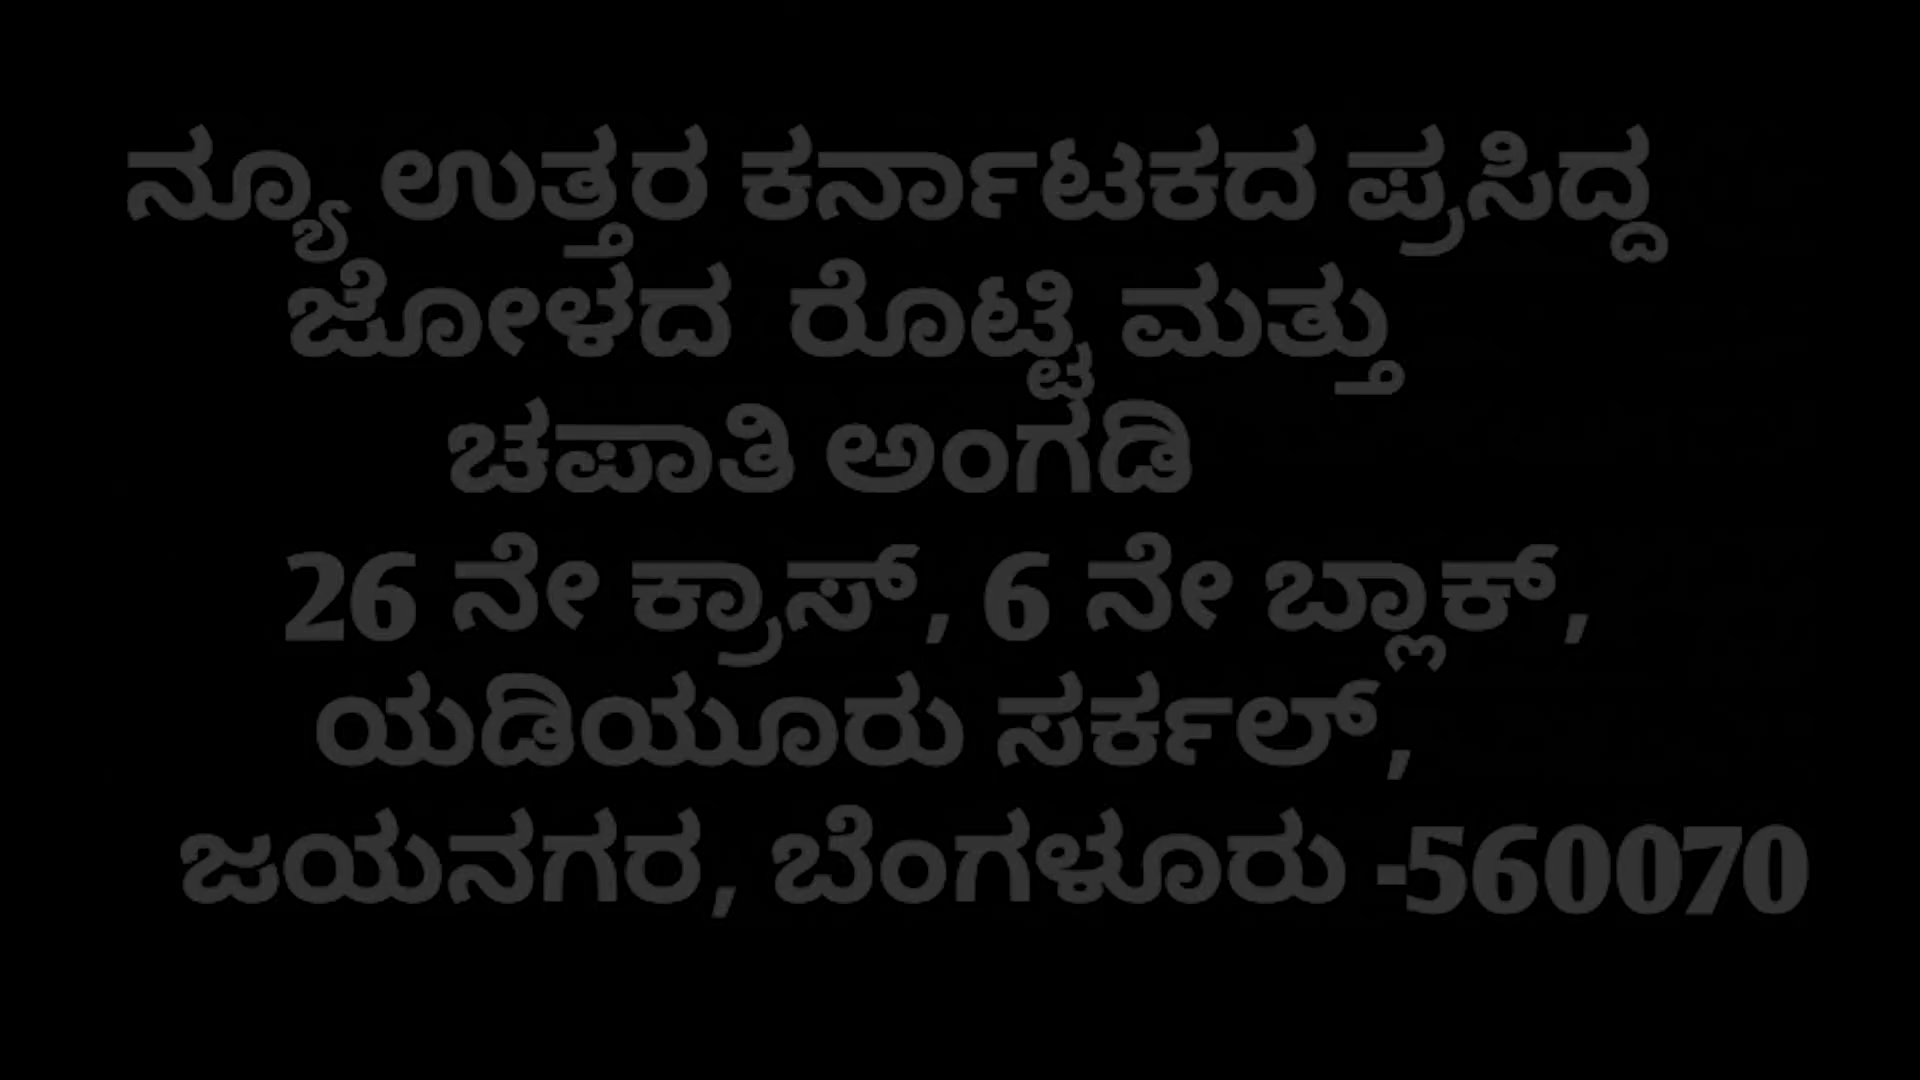 ನ್ಯೂ ಉತ್ತರ ಕರ್ನಾಟಕದ ಪ್ರಸಿದ್ದ
ಜೋಳದ ರೊಟ್ಟಿ ಮತ್ತು
ಚಪಾತಿ ಅಂಗಡಿ
26 ನೇ ಕ್ರಾಸ್, 6 ನೇ ಬ್ಲಾಕ್,
ಯಡಿಯೂರು ಸರ್ಕಲ್,
ಜಯನಗರ, ಬೆಂಗಳೂರು -560070